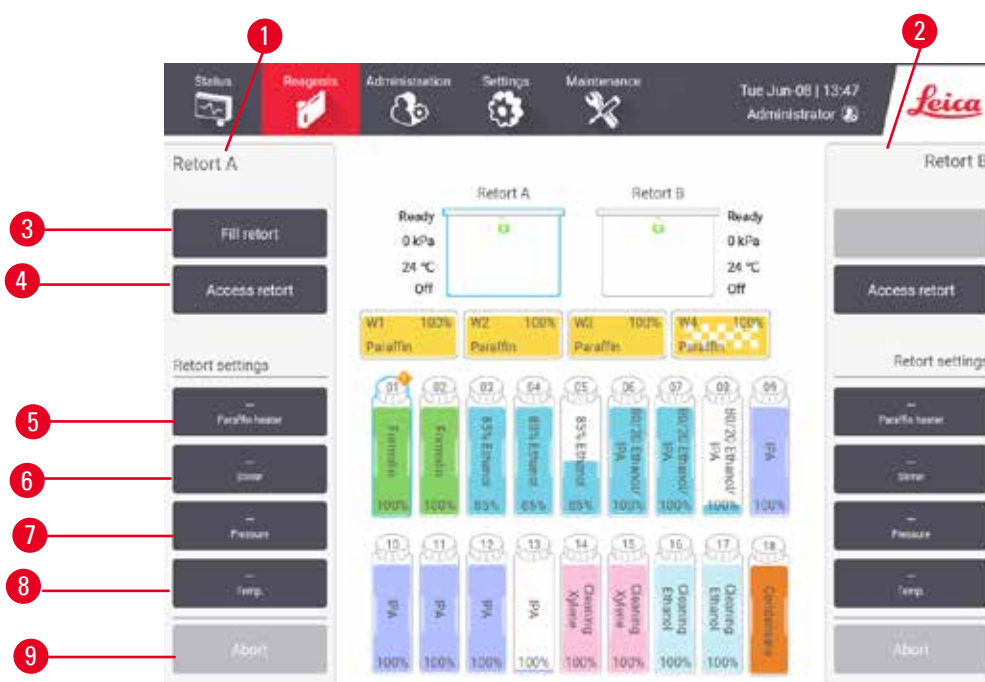 1
2
Status
Reagents
Administration
Settings
Maintenance
Tue Jun-08 | 13:47
Administrator
Leica
Retort A
Retort B
3
Fill retort
4
Access retort
Retort settings
5
--
Paraffin heater
6
--
Stirrer
7
--
Pressure
8
--
Temp.
9
Abort
Retort A
Retort B
Ready
0 kPa
24 °C
Off
Ready
0 kPa
24 °C
Off
W1 100%
Paraffin
W2 100%
Paraffin
W3 100%
Paraffin
W4 100%
Paraffin
01
Formalin
100%
02
Formalin
100%
03
85% Ethanol
85%
04
85% Ethanol
85%
05
85% Ethanol
85%
06
80/20 Ethanol/
IPA
100%
07
80/20 Ethanol/
IPA
100%
08
80/20 Ethanol/
IPA
100%
09
IPA
100%
10
IPA
100%
11
IPA
100%
12
IPA
100%
13
IPA
100%
14
Cleaning
Xylene
100%
15
Cleaning
Xylene
100%
16
Cleaning
Ethanol
100%
17
Cleaning
Ethanol
100%
18
Condensate
Access retort
Retort settings
--
Paraffin heater
--
Stirrer
--
Pressure
--
Temp.
Abort